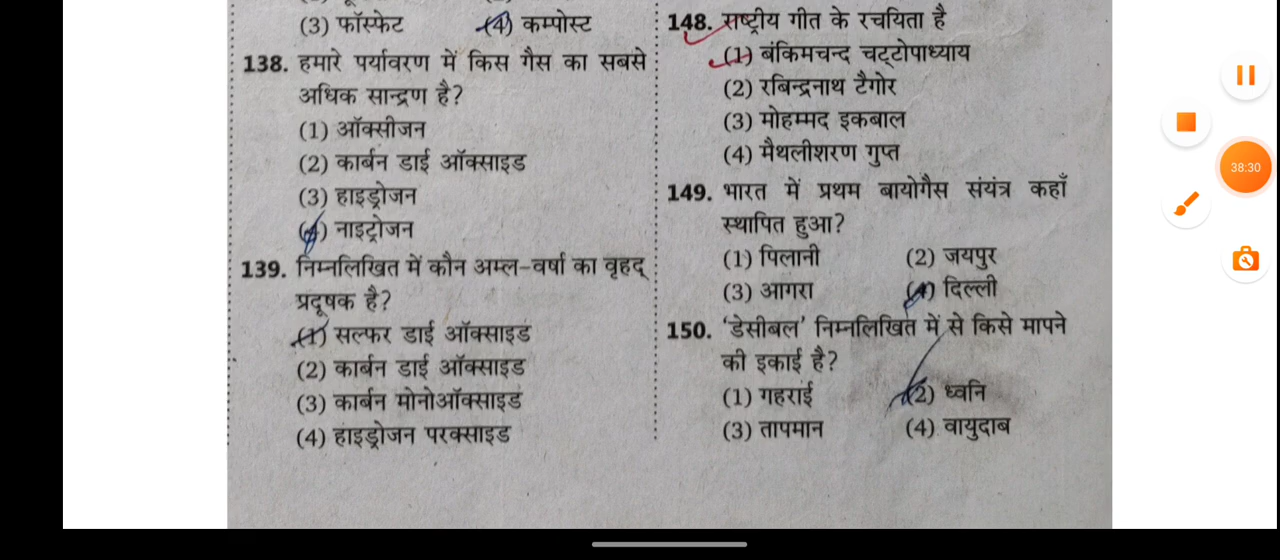 (3) फॉस्फेट (4) कम्पोस्ट
138. हमारे पर्यावरण में किस गैस का सबसे
अधिक सान्द्रण है?
(1) ऑक्सीजन
(2) कार्बन डाई ऑक्साइड
(3) हाइड्रोजन
(4) नाइट्रोजन
139. निम्नलिखित में कौन अम्ल-वर्षा का वृहद्
प्रदूषक है?
(1) सल्फर डाई ऑक्साइड
(2) कार्बन डाई ऑक्साइड
(3) कार्बन मोनोऑक्साइड
(4) हाइड्रोजन परक्साइड
148. राष्ट्रीय गीत के रचयिता है
(1) बंकिमचन्द चट्टोपाध्याय
(2) रबिन्द्रनाथ टैगोर
(3) मोहम्मद इकबाल
(4) मैथलीशरण गुप्त
149. भारत में प्रथम बायोगैस संयंत्र कहाँ
स्थापित हुआ?
(1) पिलानी (2) जयपुर
(3) आगरा (4) दिल्ली
150. 'डेसीबल' निम्नलिखित में से किसे मापने
की इकाई है?
(1) गहराई (2) ध्वनि
(3) तापमान (4) वायुदाब
38:30